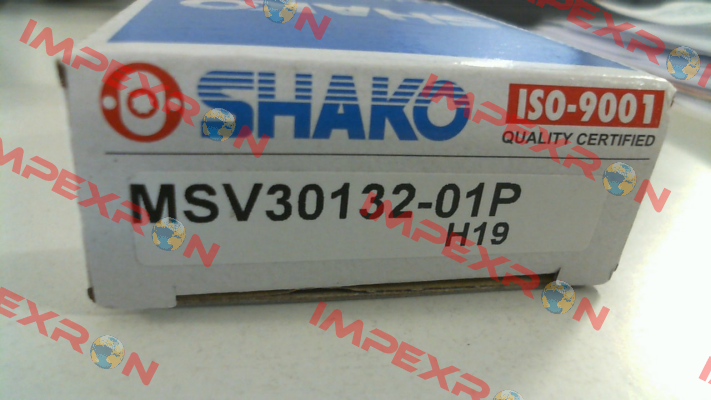 SHAKO
ISO-9001
QUALITY CERTIFIED
MSV30132-01P
H19
IMPEXRON